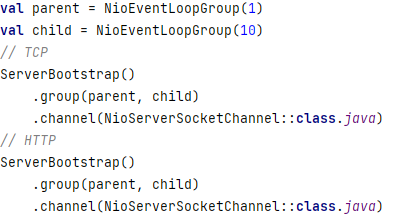 val parent = NioEventLoopGroup(1)
val child = NioEventLoopGroup(10)
// TCP
ServerBootstrap()
    .group(parent, child)
    .channel(NioServerSocketChannel::class.java)
// HTTP
ServerBootstrap()
    .group(parent, child)
    .channel(NioServerSocketChannel::class.java)